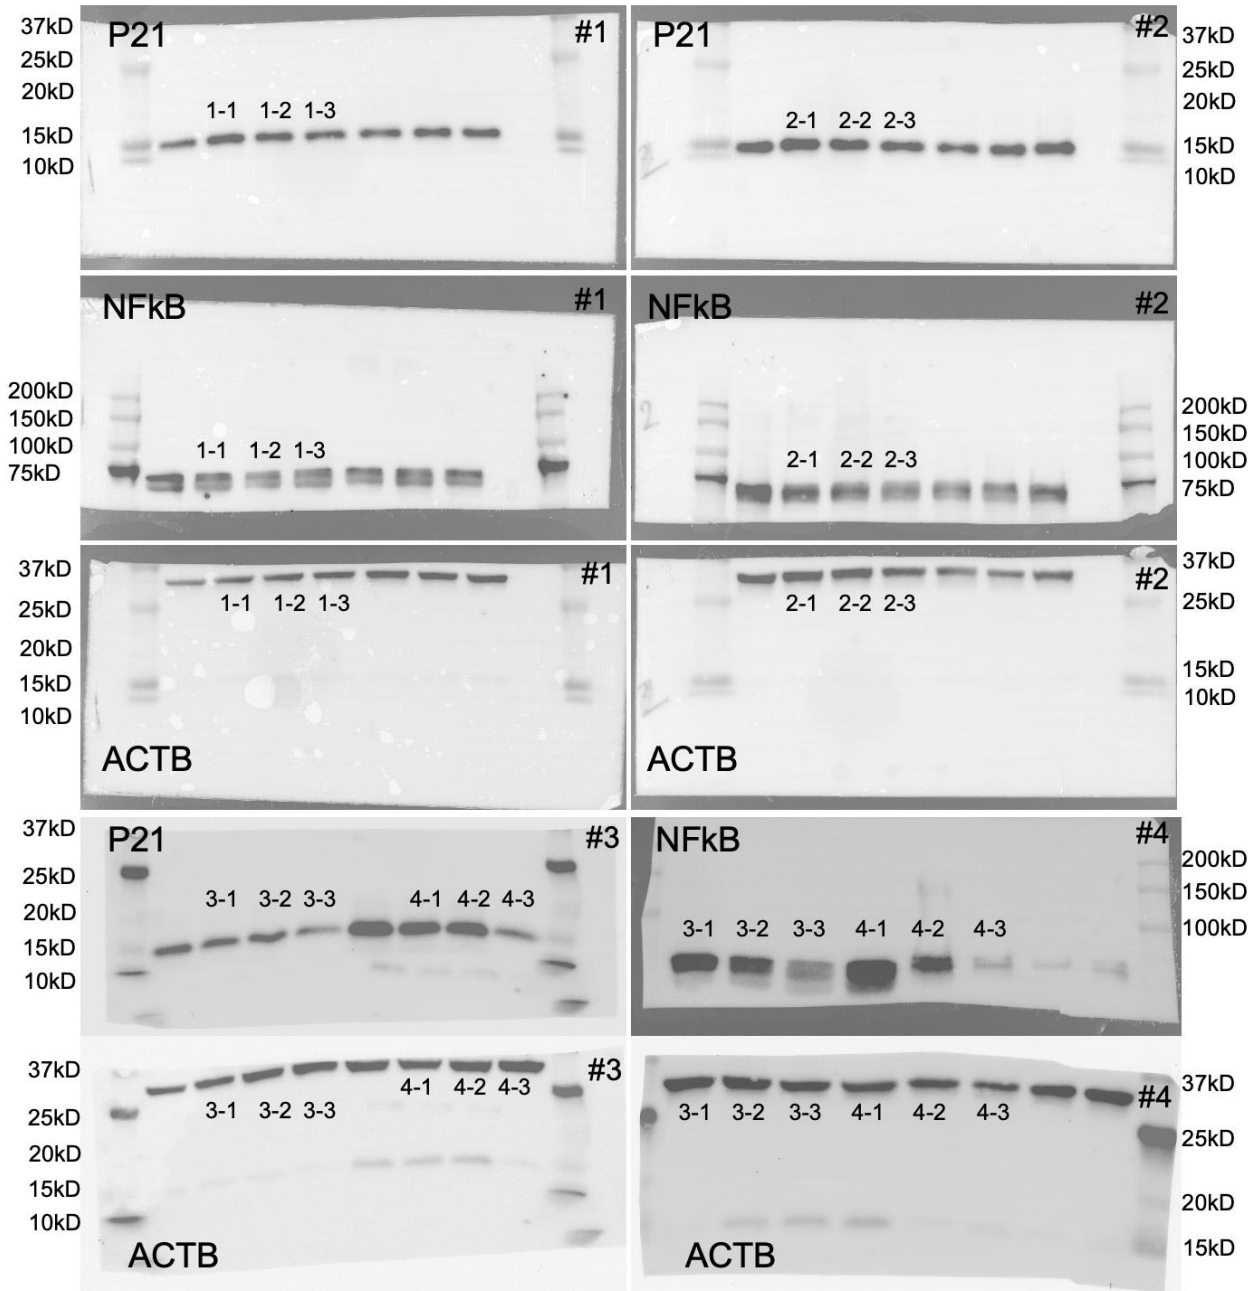 37kD P21 #1 P21 #2 37kD
25kD 25kD
20kD 20kD
1-1 1-2 1-3 2-1 2-2 2-3
15kD 15kD
10kD 10kD
NFkB #1 NFkB #2
200kD 200kD
150kD 150kD
100kD 1-1 1-2 1-3 2-1 2-2 2-3 100kD
75kD 75kD
2
37kD #1 #2 37kD
25kD 1-1 1-2 1-3 2-1 2-2 2-3 25kD
20kD
15kD 15kD
10kD 10kD
ACTB ACTB
37kD P21 #3 NFkB #4
25kD 200kD
3-1 3-2 3-3 4-1 4-2 4-3 150kD
20kD 3-1 3-2 3-3 4-1 4-2 4-3 100kD
15kD
10kD
37kD #3 37kD
4-1 4-2 4-3 #4
25kD 3-1 3-2 3-3 3-1 3-2 3-3 4-1 4-2 4-3 25kD
20kD 20kD
15kD 15kD
10kD
ACTB ACTB